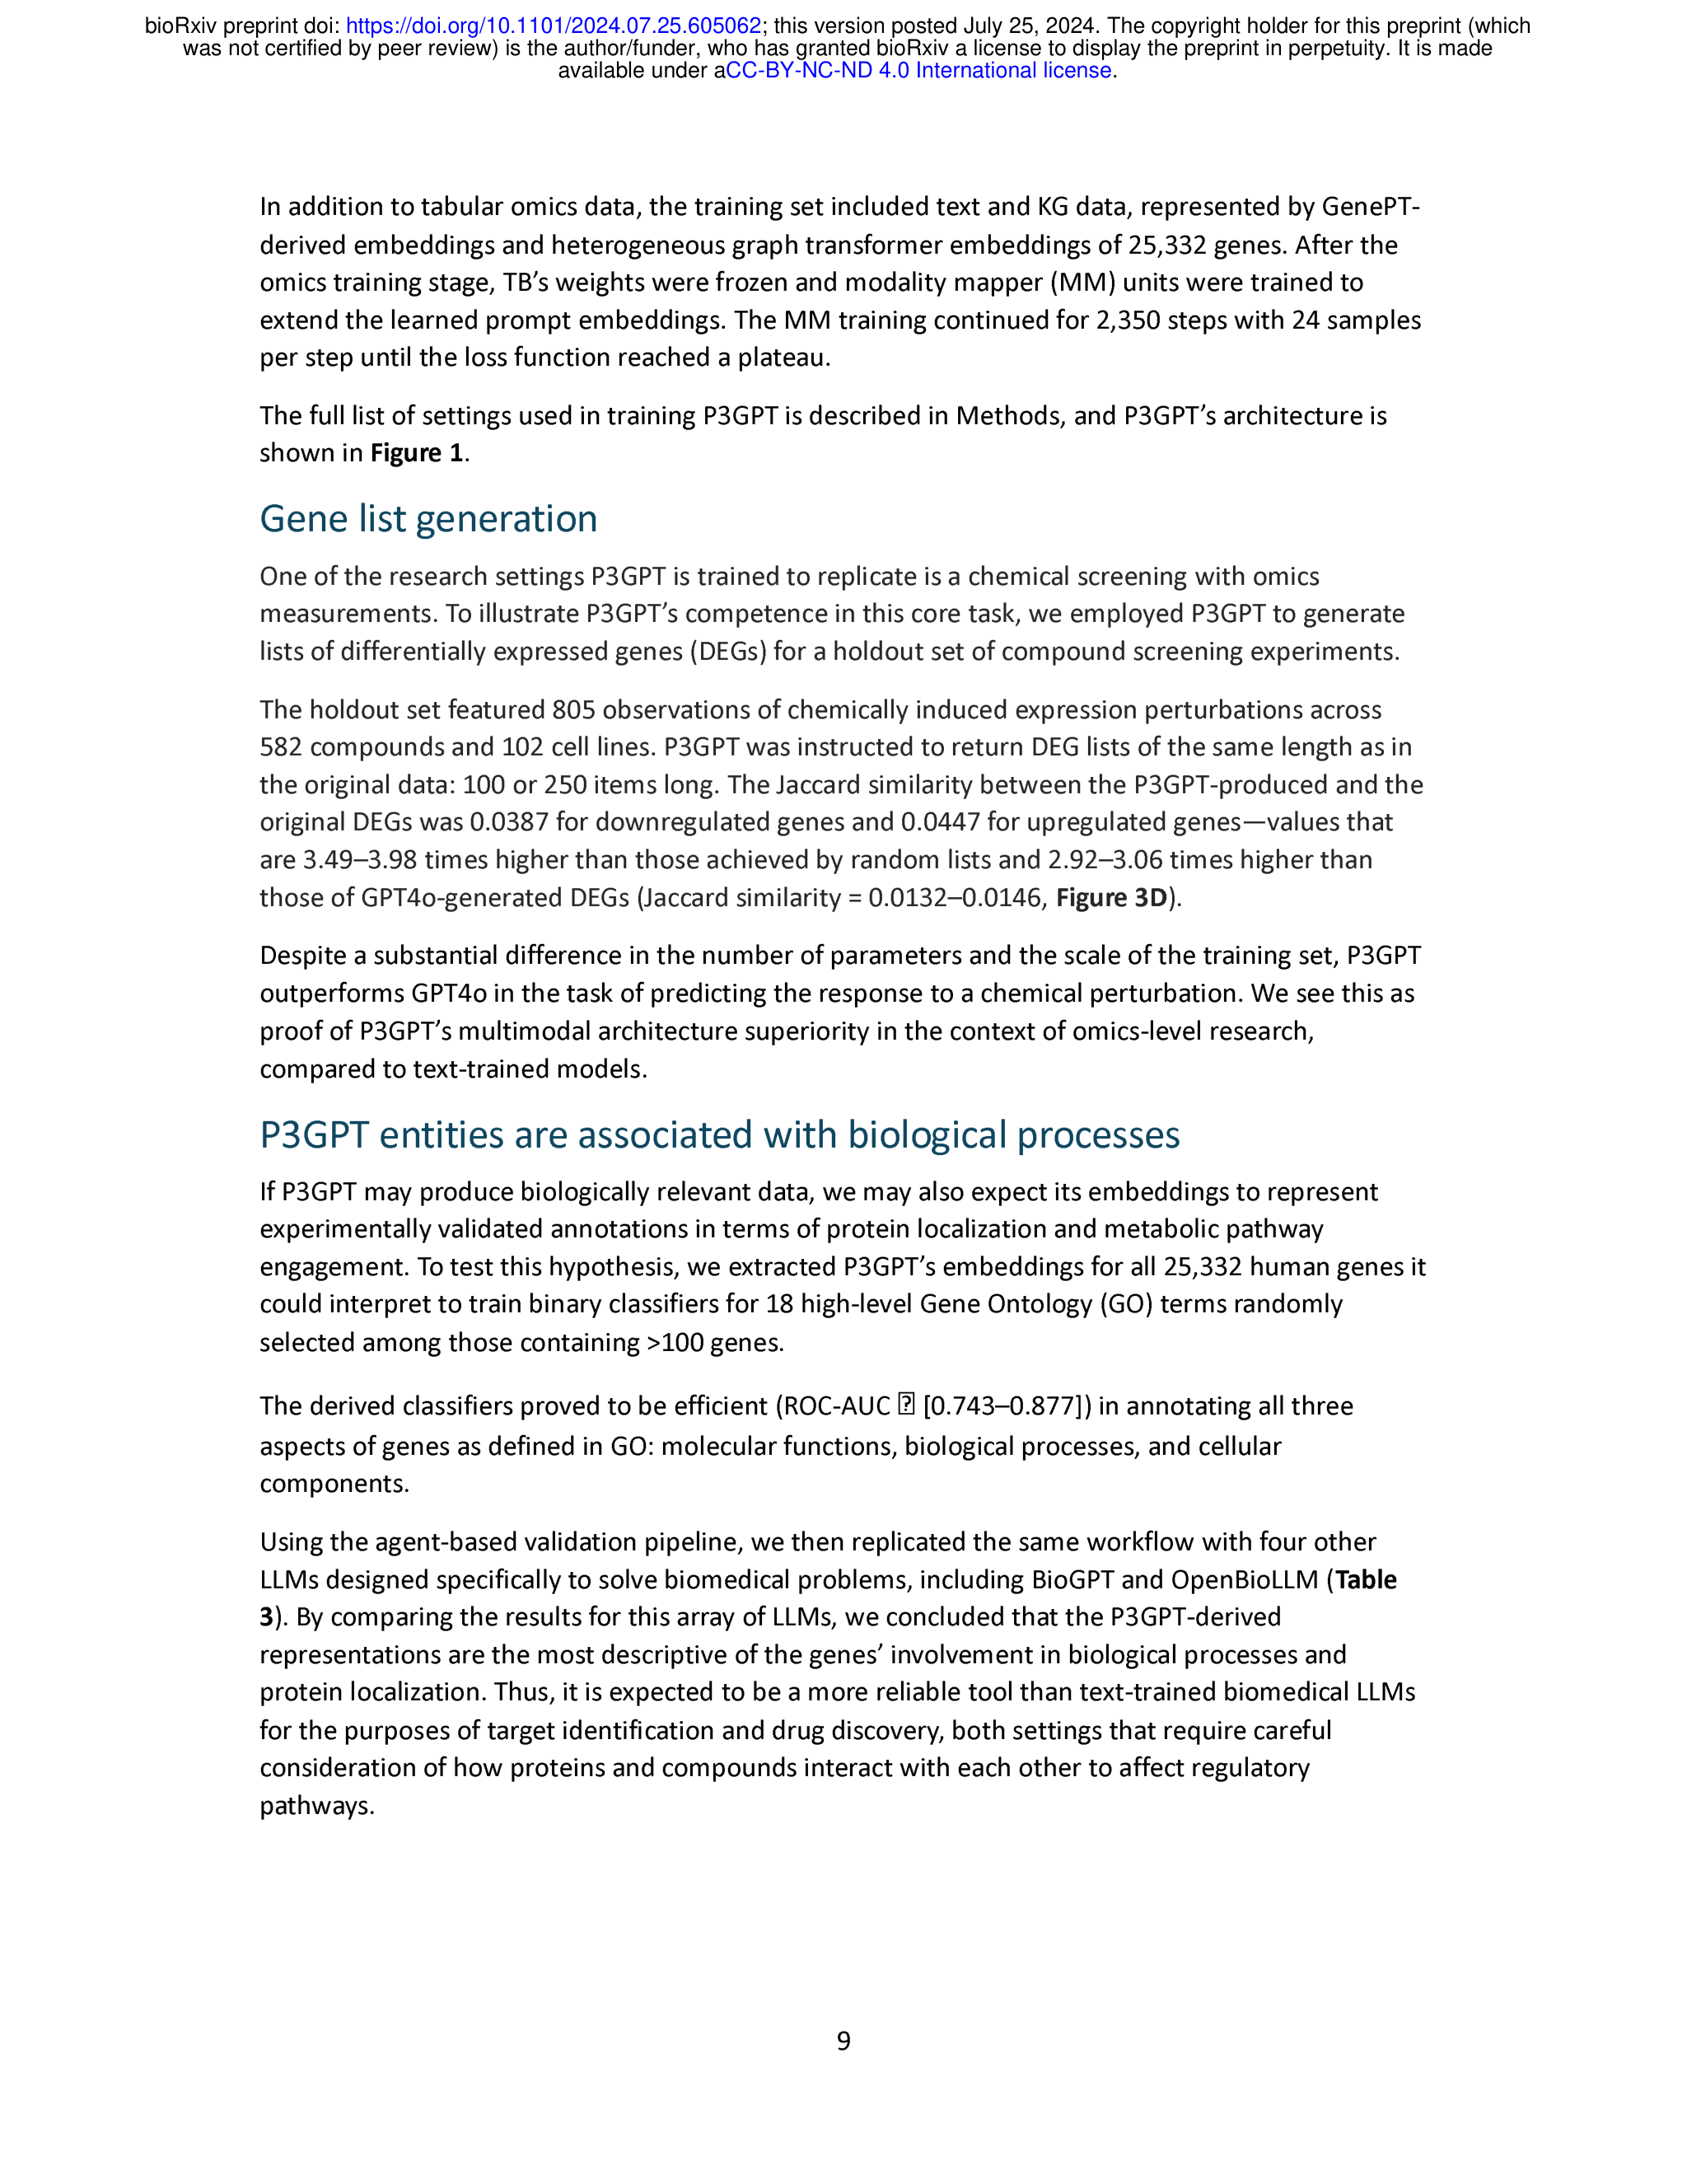 bioRxiv preprint doi: https://doi.org/10.1101/2024.07.25.605062; this version posted July 25, 2024. The copyright holder for this preprint (which
was not certified by peer review) is the author/funder, who has granted bioRxiv a license to display the preprint in perpetuity. It is made
available under aCC-BY-NC-ND 4.0 International license.
In addition to tabular omics data, the training set included text and KG data, represented by GenePT-
derived embeddings and heterogeneous graph transformer embeddings of 25,332 genes. After the
omics training stage, TB’s weights were frozen and modality mapper (MM) units were trained to
extend the learned prompt embeddings. The MM training continued for 2,350 steps with 24 samples
per step until the loss function reached a plateau.
The full list of settings used in training P3GPT is described in Methods, and P3GPT’s architecture is
shown in Figure 1.
Gene list generation
One of the research settings P3GPT is trained to replicate is a chemical screening with omics
measurements. To illustrate P3GPT’s competence in this core task, we employed P3GPT to generate
lists of differentially expressed genes (DEGs) for a holdout set of compound screening experiments.
The holdout set featured 805 observations of chemically induced expression perturbations across
582 compounds and 102 cell lines. P3GPT was instructed to return DEG lists of the same length as in
the original data: 100 or 250 items long. The Jaccard similarity between the P3GPT-produced and the
original DEGs was 0.0387 for downregulated genes and 0.0447 for upregulated genes—values that
are 3.49–3.98 times higher than those achieved by random lists and 2.92–3.06 times higher than
those of GPT4o-generated DEGs (Jaccard similarity = 0.0132–0.0146, Figure 3D).
Despite a substantial difference in the number of parameters and the scale of the training set, P3GPT
outperforms GPT4o in the task of predicting the response to a chemical perturbation. We see this as
proof of P3GPT’s multimodal architecture superiority in the context of omics-level research,
compared to text-trained models.
P3GPT entities are associated with biological processes
If P3GPT may produce biologically relevant data, we may also expect its embeddings to represent
experimentally validated annotations in terms of protein localization and metabolic pathway
engagement. To test this hypothesis, we extracted P3GPT’s embeddings for all 25,332 human genes it
could interpret to train binary classifiers for 18 high-level Gene Ontology (GO) terms randomly
selected among those containing >100 genes.
The derived classifiers proved to be efficient (ROC-AUC ⍰ [0.743–0.877]) in annotating all three
aspects of genes as defined in GO: molecular functions, biological processes, and cellular
components.
Using the agent-based validation pipeline, we then replicated the same workflow with four other
LLMs designed specifically to solve biomedical problems, including BioGPT and OpenBioLLM (Table
3). By comparing the results for this array of LLMs, we concluded that the P3GPT-derived
representations are the most descriptive of the genes’ involvement in biological processes and
protein localization. Thus, it is expected to be a more reliable tool than text-trained biomedical LLMs
for the purposes of target identification and drug discovery, both settings that require careful
consideration of how proteins and compounds interact with each other to affect regulatory
pathways.
9